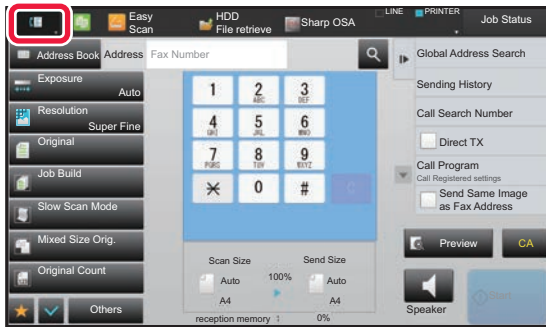 Easy
Scan
HDD
File retrieve
Sharp OSA
LINE
PRINTER
Job Status
Address Book
Address
Fax Number
Global Address Search
Exposure
Auto
Resolution
Super Fine
Original
Job Build
Slow Scan Mode
Mixed Size Orig.
Original Count
Others
1
2
ABC
3
DEF
4
GHI
5
JKL
6
MNO
7
PQRS
8
TUV
9
WXYZ
0
#
C
Sending History
Call Search Number
Direct TX
Call Program
Call Registered settings
Send Same Image
as Fax Address
Preview
CA
Scan Size
Send Size
Auto
100%
Auto
A4
A4
reception memory : 0%
Speaker
Start